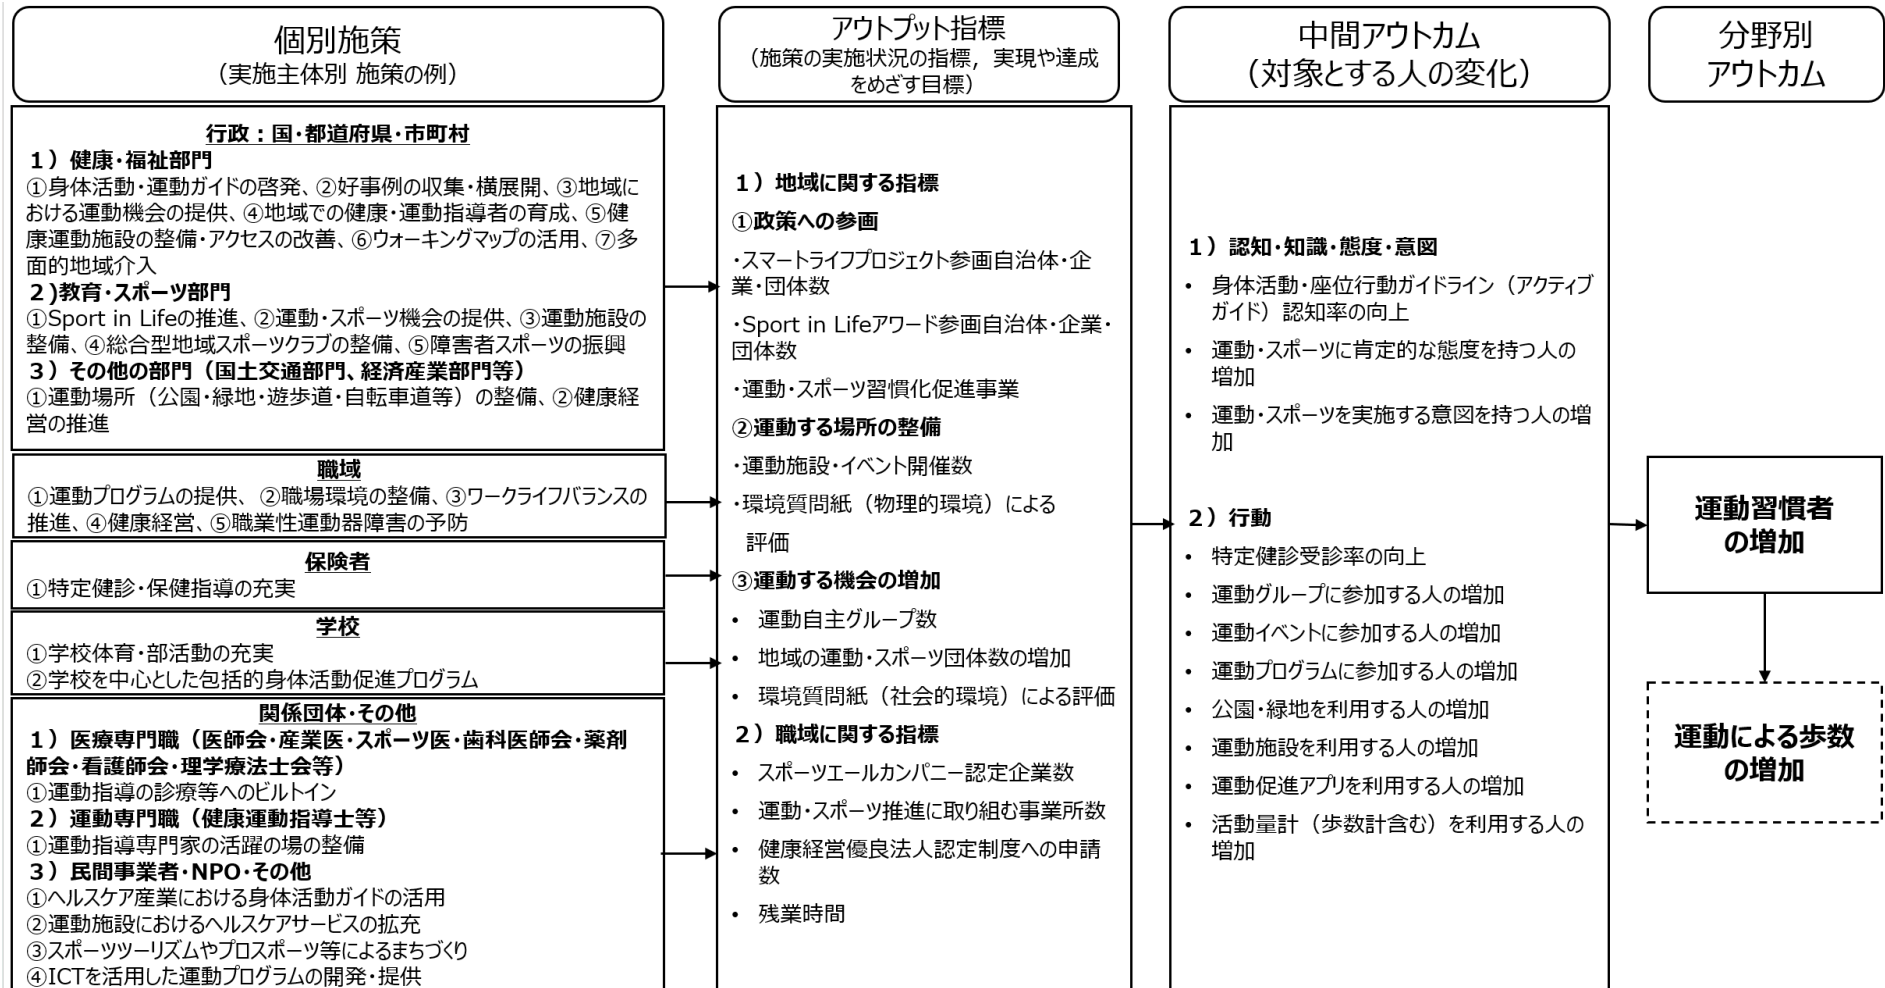 個別施策
（実施主体別 施策の例）
行政：国・都道府県・市町村
１）健康・福祉部門
①身体活動・運動ガイドの啓発、②好事例の収集・横展開、③地域に
おける運動機会の提供、④地域での健康・運動指導者の育成、⑤健
康運動施設の整備・アクセスの改善、⑥ウォーキングマップの活用、⑦多
面的地域介入
２)教育・スポーツ部門
①Sport in Lifeの推進、②運動・スポーツ機会の提供、③運動施設の
整備、④総合型地域スポーツクラブの整備、⑤障害者スポーツの振興
３）その他の部門（国土交通部門、経済産業部門等）
①運動場所（公園・緑地・遊歩道・自転車道等）の整備、②健康経
営の推進
職域
①運動プログラムの提供、 ②職場環境の整備、③ワークライフバランスの
推進、④健康経営、⑤職業性運動器障害の予防
保険者
①特定健診・保健指導の充実
学校
①学校体育・部活動の充実
②学校を中心とした包括的身体活動促進プログラム
関係団体・その他
１）医療専門職（医師会・産業医・スポーツ医・歯科医師会・薬剤
師会・看護師会・理学療法士会等）
①運動指導の診療等へのビルトイン
２）運動専門職（健康運動指導士等）
①運動指導専門家の活躍の場の整備
３）民間事業者・NPO・その他
①ヘルスケア産業における身体活動ガイドの活用
②運動施設におけるヘルスケアサービスの拡充
③スポーツツーリズムやプロスポーツ等によるまちづくり
④ICTを活用した運動プログラムの開発・提供
アウトプット指標
（施策の実施状況の指標，実現や達成
をめざす目標）
１）地域に関する指標
①政策への参画
・スマートライフプロジェクト参画自治体・企
業・団体数
・Sport in Lifeアワード参画自治体・企業・
団体数
・運動・スポーツ習慣化促進事業
②運動する場所の整備
・運動施設・イベント開催数
・環境質問紙（物理的環境）による
評価
③運動する機会の増加
• 運動自主グループ数
• 地域の運動・スポーツ団体数の増加
• 環境質問紙（社会的環境）による評価
２）職域に関する指標
• スポーツエールカンパニー認定企業数
• 運動・スポーツ推進に取り組む事業所数
• 健康経営優良法人認定制度への申請
数
• 残業時間
中間アウトカム
（対象とする人の変化）
１）認知・知識・態度・意図
• 身体活動・座位行動ガイドライン（アクティブ
ガイド）認知率の向上
• 運動・スポーツに肯定的な態度を持つ人の
増加
• 運動・スポーツを実施する意図を持つ人の増
加
２）行動
• 特定健診受診率の向上
• 運動グループに参加する人の増加
• 運動イベントに参加する人の増加
• 運動プログラムに参加する人の増加
• 公園・緑地を利用する人の増加
• 運動施設を利用する人の増加
• 運動促進アプリを利用する人の増加
• 活動量計（歩数計含む）を利用する人の
増加
分野別
アウトカム
運動習慣者
の増加
運動による歩数
の増加